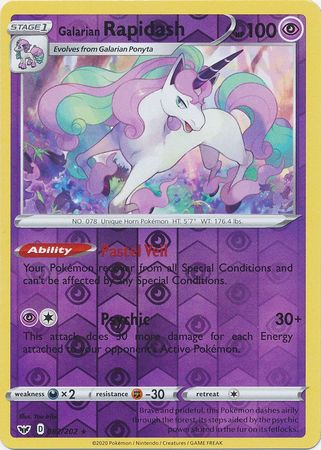 STAGE 1
Galarian Rapidash 100
Evolves from Galarian Ponyta
NO. 078 Unique Horn Pokémon HT: 5'7" WT: 176.4 lbs.
Ability Pastel Veil
Your Pokémon recover from all Special Conditions and
can't be affected by any Special Conditions.
Psychic 30+
This attack does 30 more damage for each Energy
attached to your opponent's Active Pokémon.
weakness ×2 resistance -30 retreat
Illus.
Brave and prideful, this Pokémon dashes airily
through the forest, its steps aided by the psychic
power stored in the fur on its fetlocks.
D 082/202
©2020 Pokémon / Nintendo / Creatures / GAME FREAK